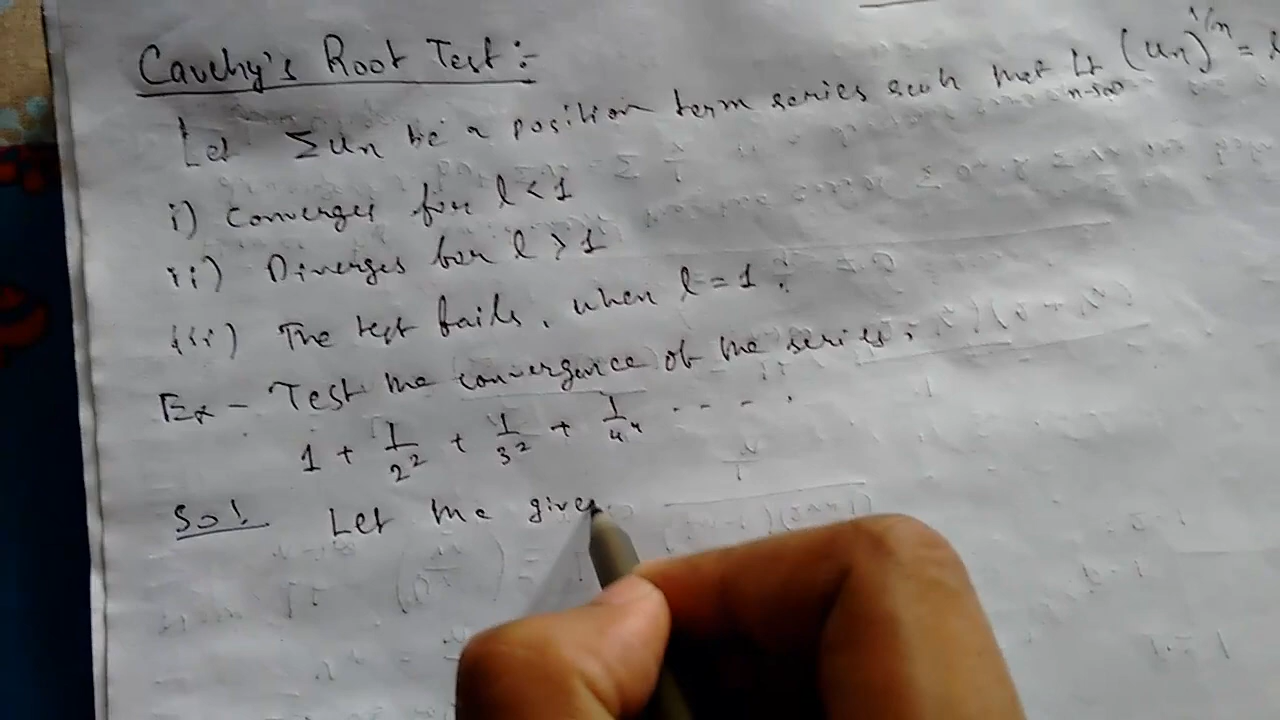 Cauchy's Root Test :-
Let Σun be a position term series such that lt n→∞ (un)^1/n = l
i) Converges for l < 1
ii) Diverges for l > 1
iii) The test fails, when l = 1.
Ex - Test the convergence of the series.
1 + 1/2² + 1/3² + 1/4ⁿ - - - .
Sol Let the given